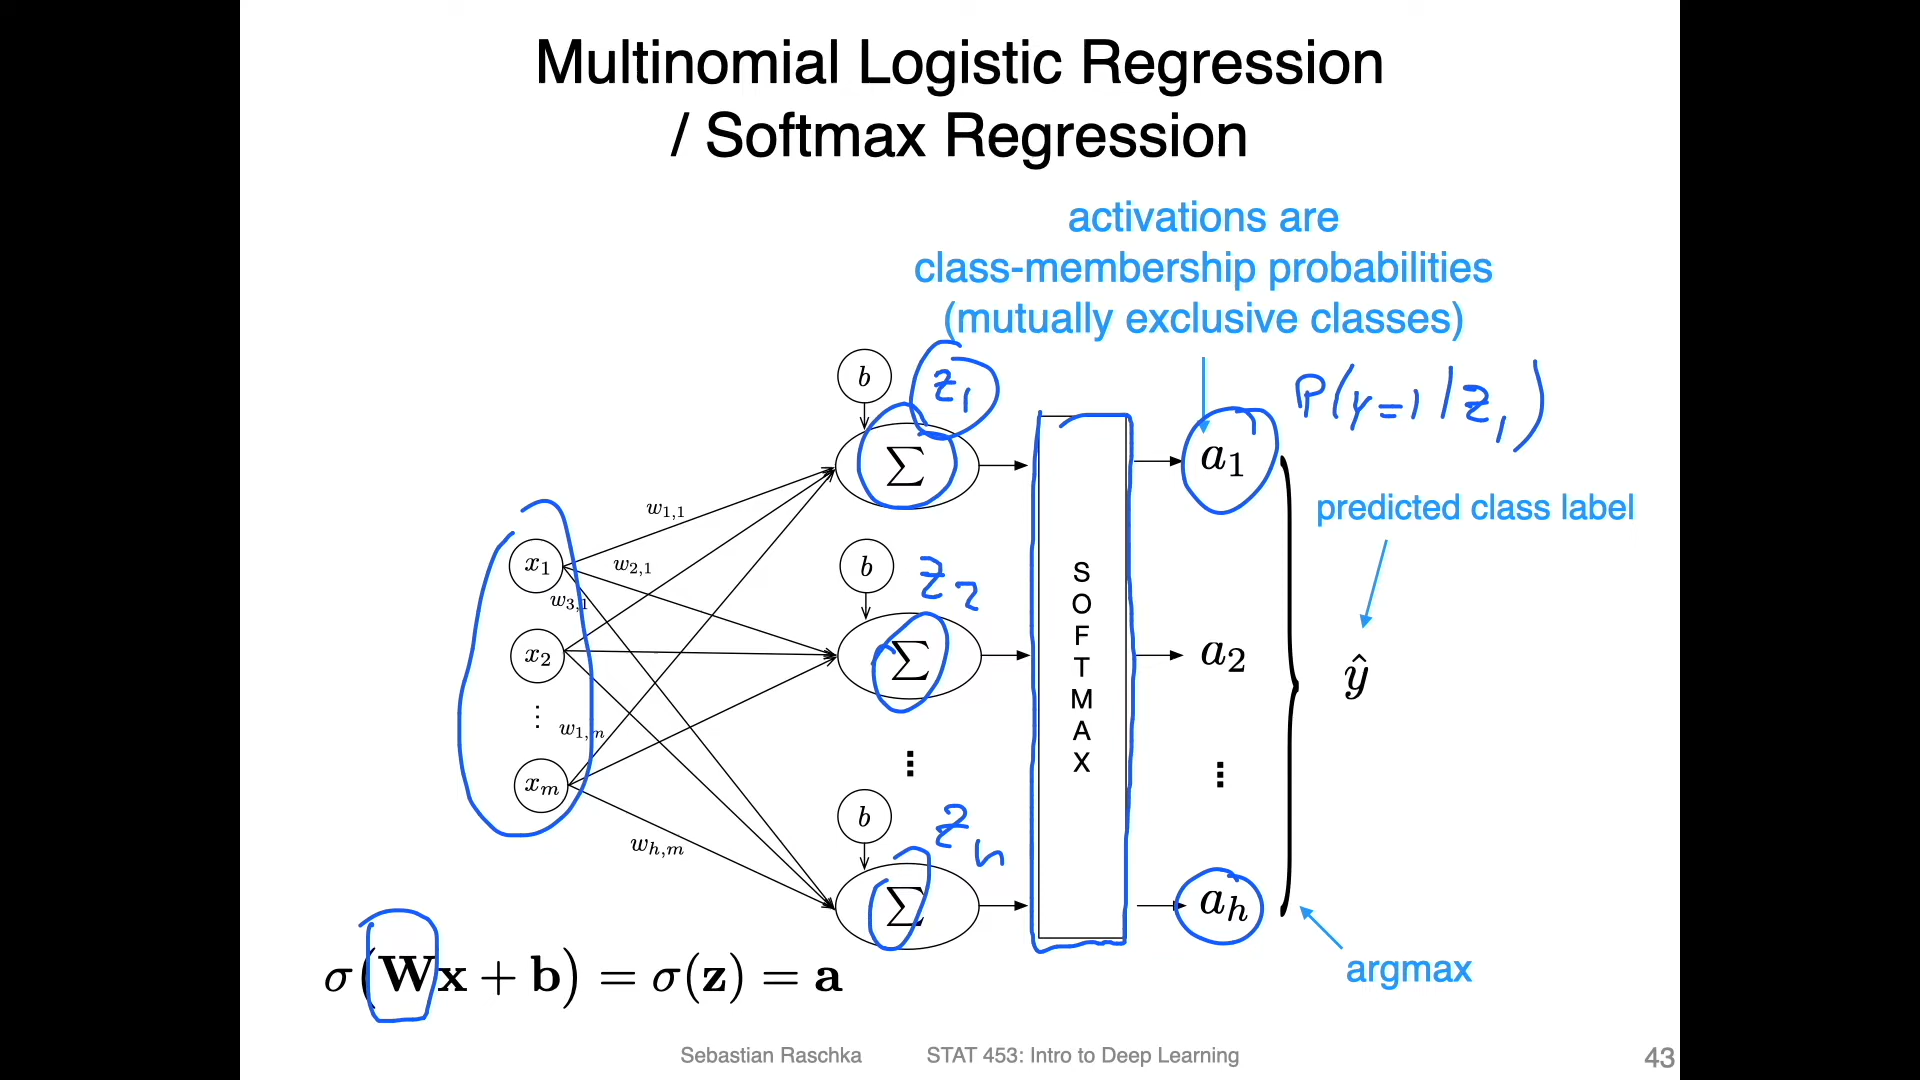 Multinomial Logistic Regression
/ Softmax Regression
activations are
class-membership probabilities
(mutually exclusive classes)
b
z₁
P(y=1|z₁)
Σ
a₁
w₁,₁
predicted class label
x₁
w₂,₁
b
z₂
SOFTMAX
w₃,₁
x₂
Σ
a₂
ŷ
⋮
w₁,ₘ
⋮
⋮
xₘ
b
zₕ
wₕ,ₘ
Σ
aₕ
argmax
σ(Wx + b) = σ(z) = a
Sebastian Raschka
STAT 453: Intro to Deep Learning
43